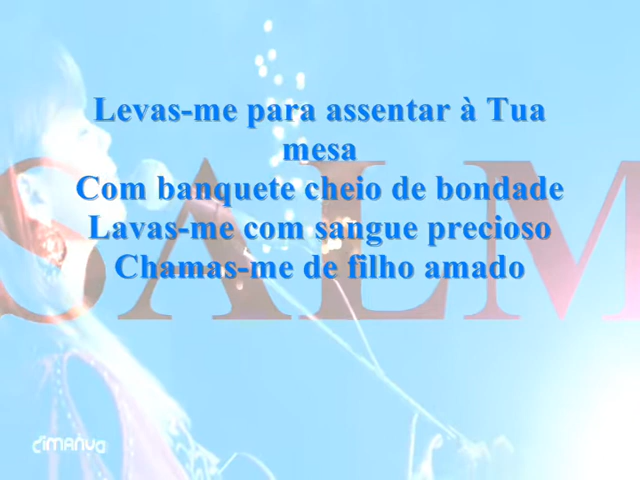 Levas-me para assentar à Tua
mesa
Com banquete cheio de bondade
Lavas-me com sangue precioso
Chamas-me de filho amado
SALM